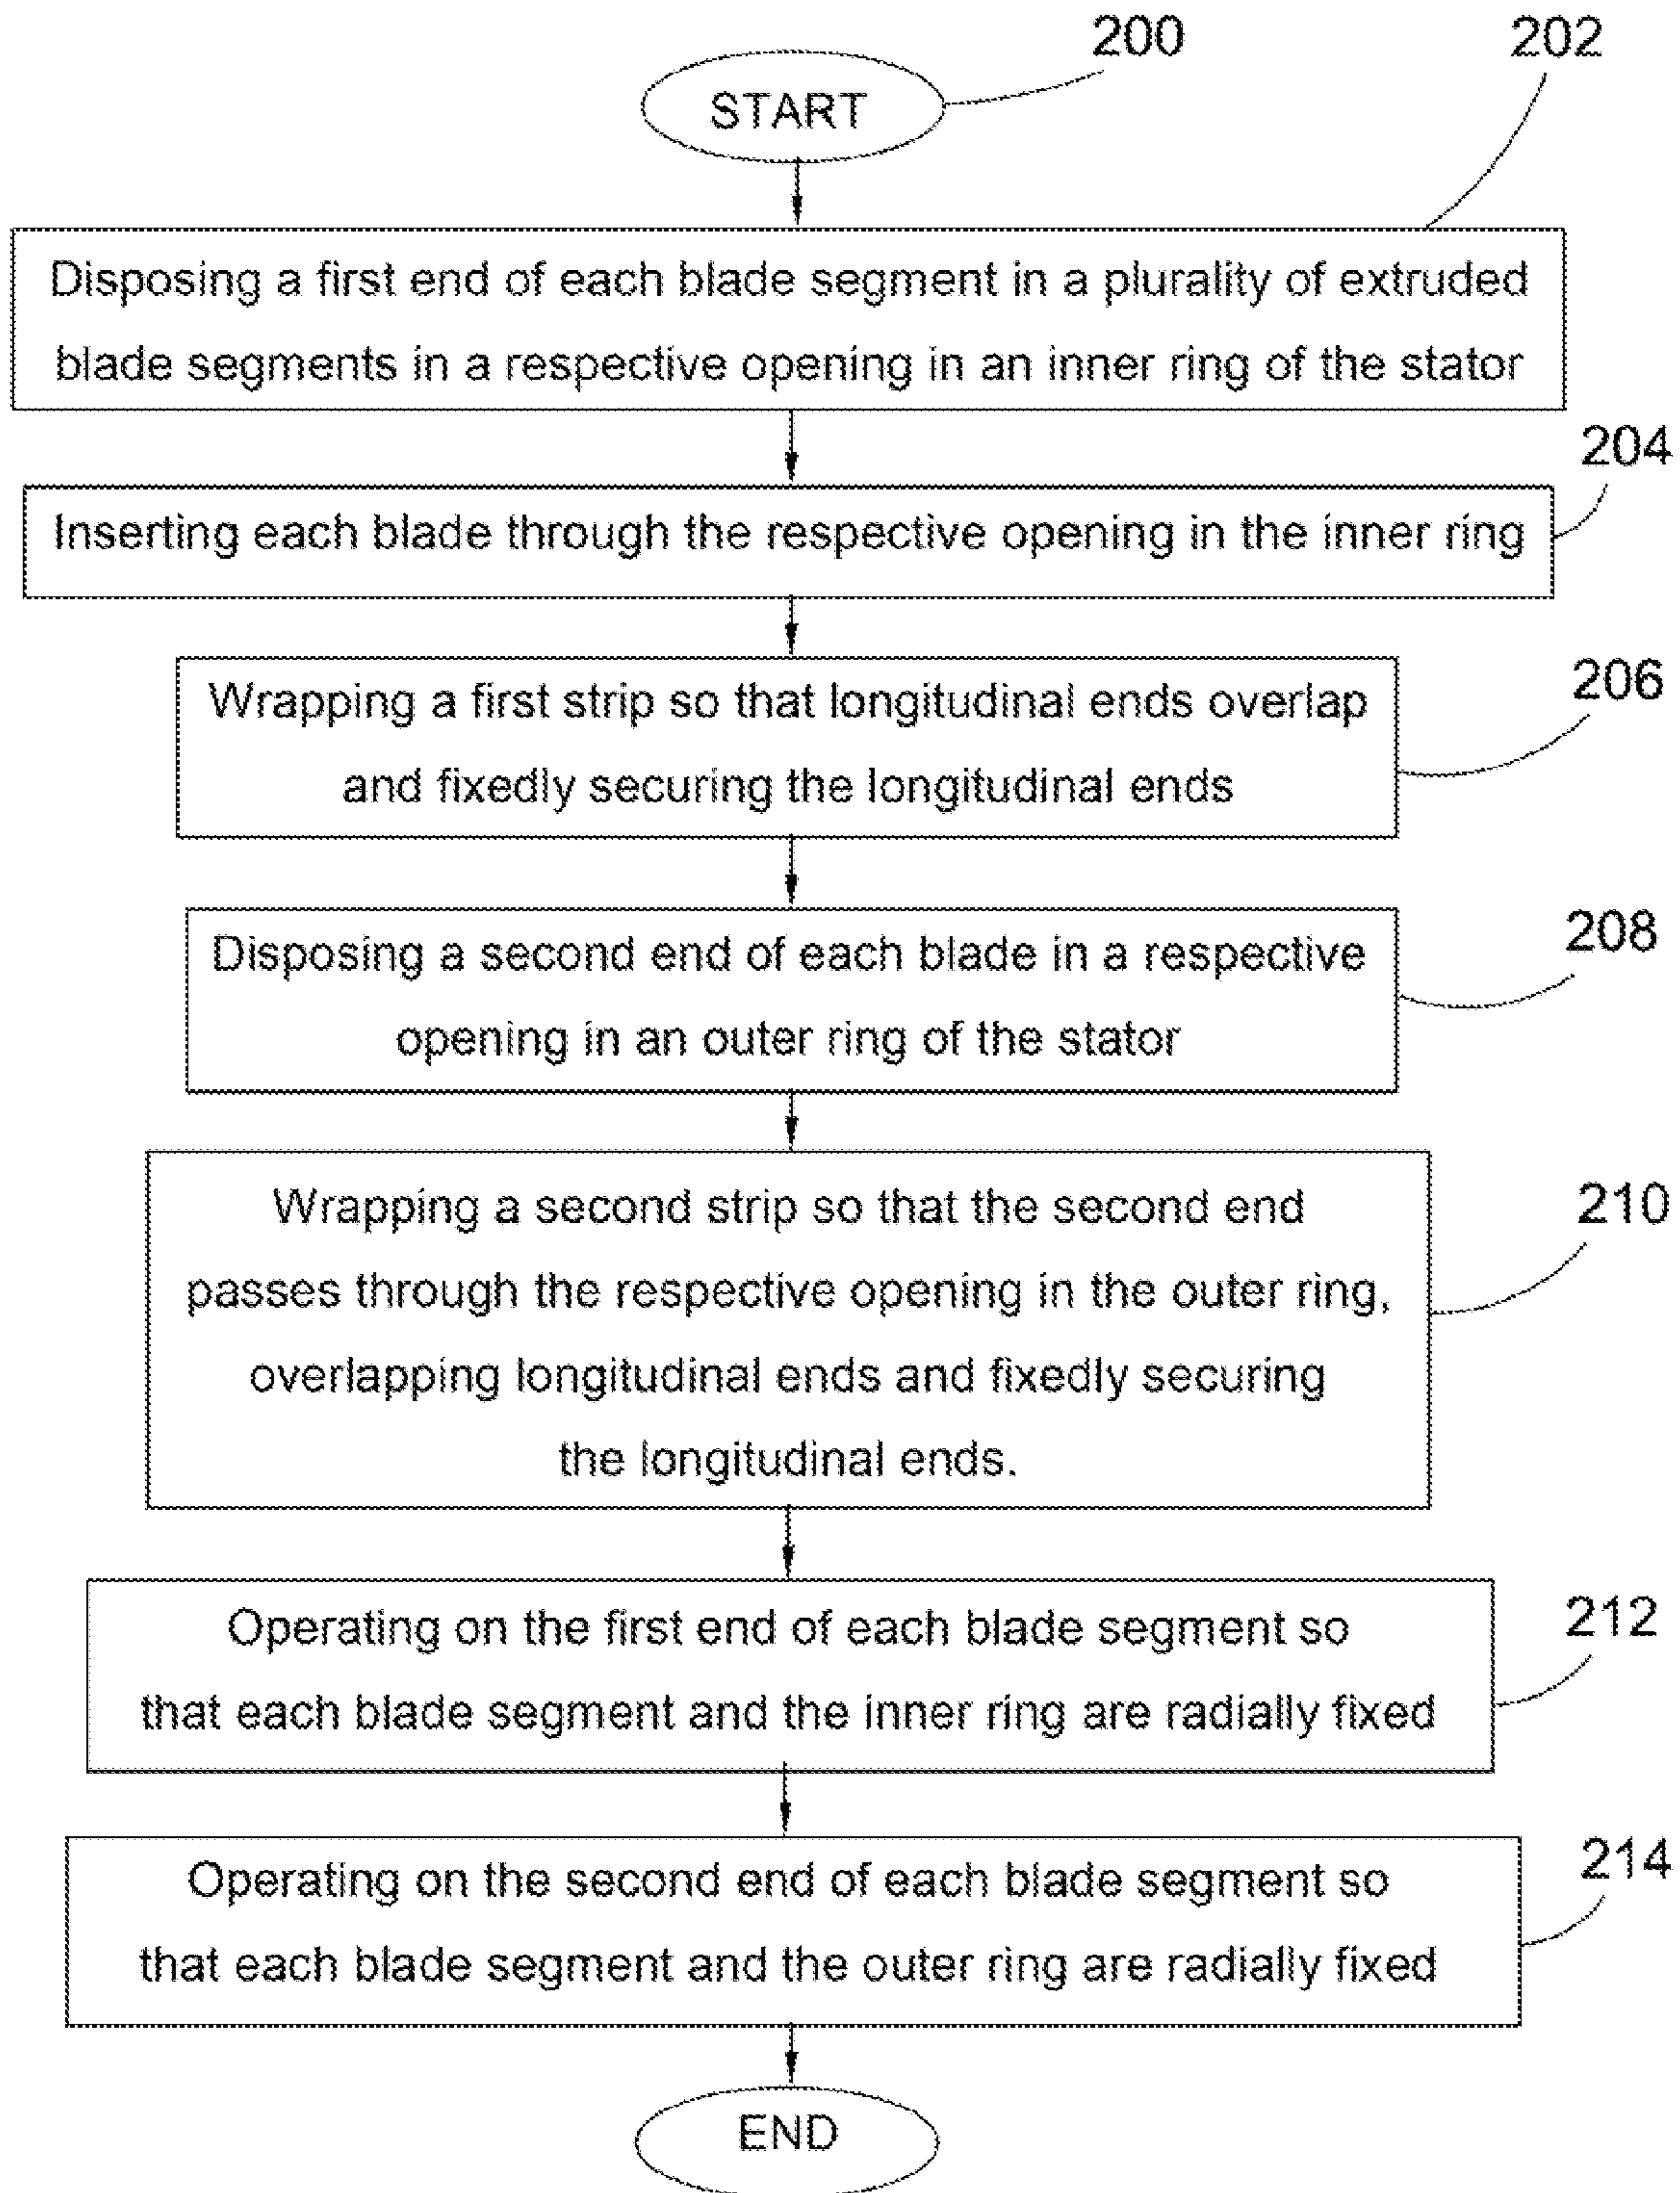 200
202
START
Disposing a first end of each blade segment in a plurality of extruded
blade segments in a respective opening in an inner ring of the stator
204
Inserting each blade through the respective opening in the inner ring
206
Wrapping a first strip so that longitudinal ends overlap
and fixedly securing the longitudinal ends
208
Disposing a second end of each blade in a respective
opening in an outer ring of the stator
210
Wrapping a second strip so that the second end
passes through the respective opening in the outer ring,
overlapping longitudinal ends and fixedly securing
the longitudinal ends.
212
Operating on the first end of each blade segment so
that each blade segment and the inner ring are radially fixed
214
Operating on the second end of each blade segment so
that each blade segment and the outer ring are radially fixed
END